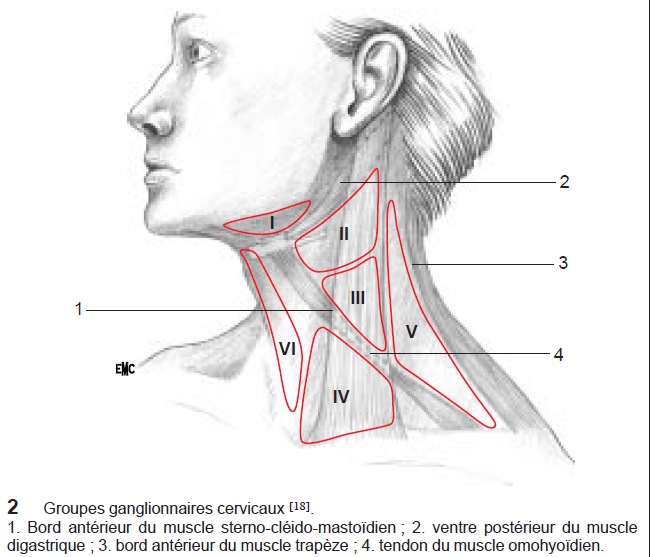 2
I
II
3
III
1
V
VI
4
EMC
IV
2 Groupes ganglionnaires cervicaux [18].
1. Bord antérieur du muscle sterno-cléido-mastoïdien ; 2. ventre postérieur du muscle
digastrique ; 3. bord antérieur du muscle trapèze ; 4. tendon du muscle omohyoïdien.